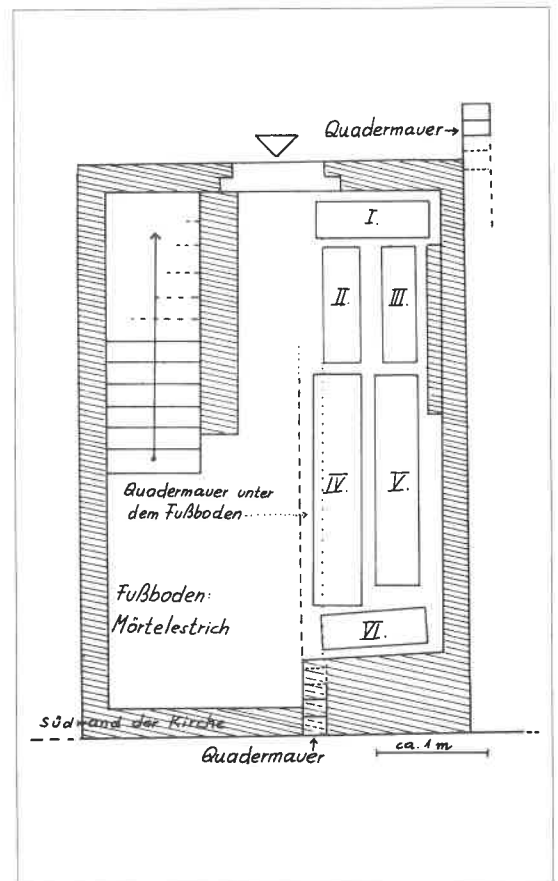 Quadermauer
I.
II.
III.
IV.
V.
Quadermauer unter
dem Fußboden
Fußboden:
Mörtelestrich
VI.
Südwand der Kirche
Quadermauer
ca. 1 m